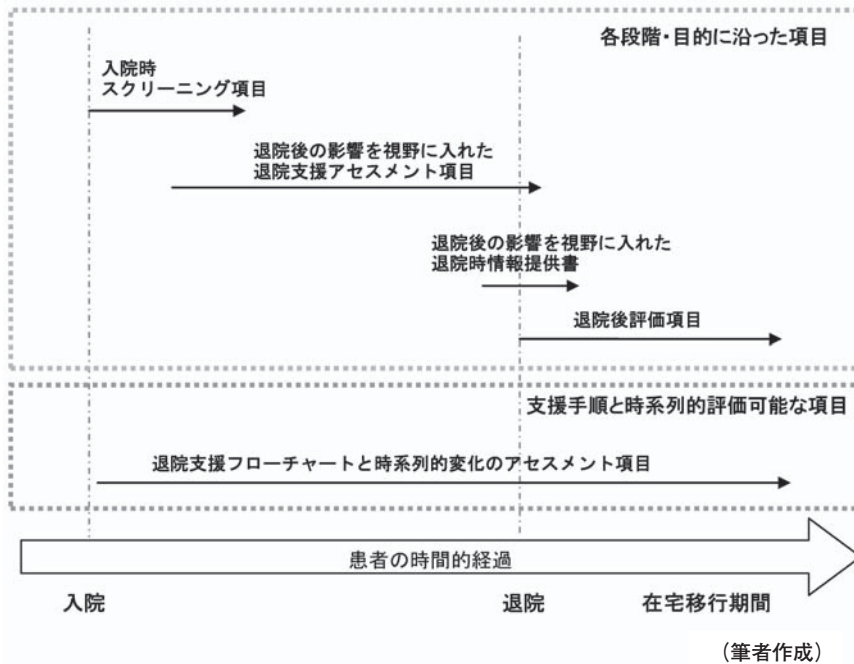 各段階・目的に沿った項目
入院時
スクリーニング項目
退院後の影響を視野に入れた
退院支援アセスメント項目
退院後の影響を視野に入れた
退院時情報提供書
退院後評価項目
支援手順と時系列的評価可能な項目
退院支援フローチャートと時系列的変化のアセスメント項目
患者の時間的経過
入院
退院
在宅移行期間
(筆者作成)